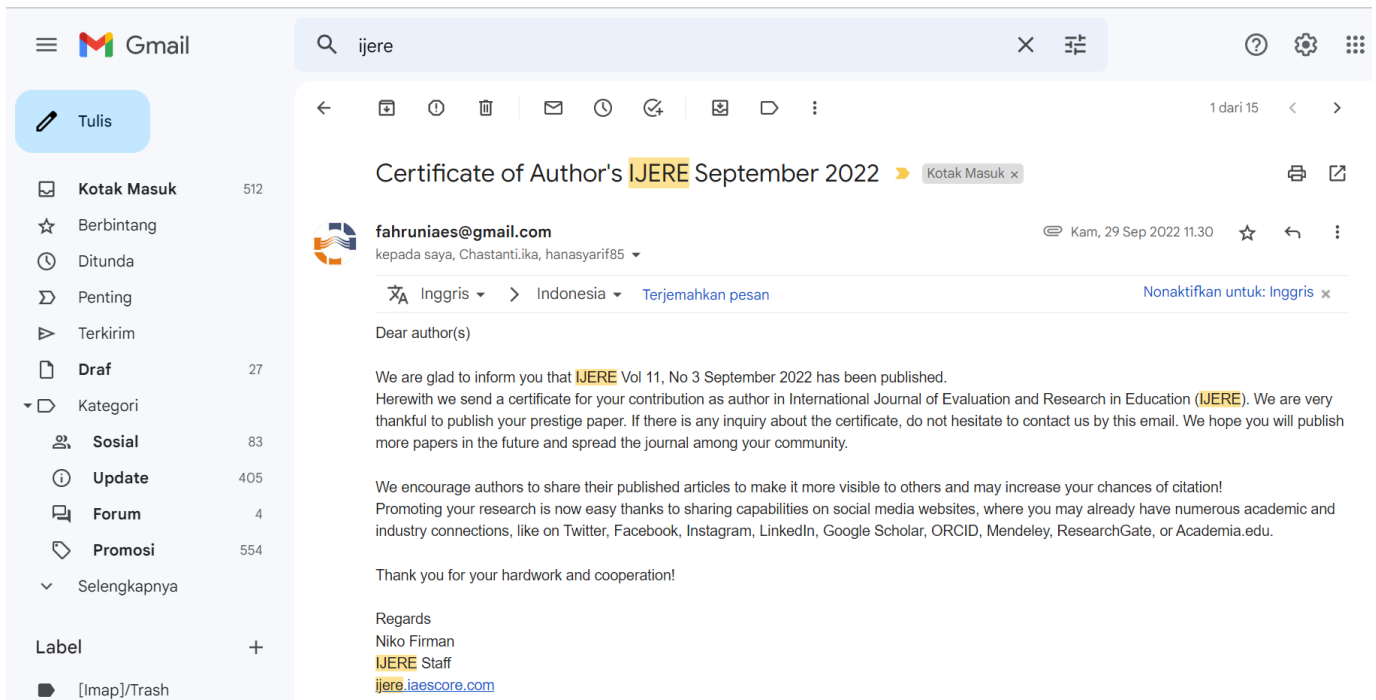 Gmail
ijere
Tulis
1 dari 15
Kotak Masuk 512
Berbintang
Ditunda
Penting
Terkirim
Draf 27
Kategori
Sosial 83
Update 405
Forum 4
Promosi 554
Selengkapnya
Label
[Imap]/Trash
Certificate of Author's IJERE September 2022 Kotak Masuk
fahruniaes@gmail.com Kam, 29 Sep 2022 11.30
kepada saya, Chastanti.ika, hanasyarif85
Inggris Indonesia Terjemahkan pesan Nonaktifkan untuk: Inggris
Dear author(s)
We are glad to inform you that IJERE Vol 11, No 3 September 2022 has been published.
Herewith we send a certificate for your contribution as author in International Journal of Evaluation and Research in Education (IJERE). We are very
thankful to publish your prestige paper. If there is any inquiry about the certificate, do not hesitate to contact us by this email. We hope you will publish
more papers in the future and spread the journal among your community.
We encourage authors to share their published articles to make it more visible to others and may increase your chances of citation!
Promoting your research is now easy thanks to sharing capabilities on social media websites, where you may already have numerous academic and
industry connections, like on Twitter, Facebook, Instagram, LinkedIn, Google Scholar, ORCID, Mendeley, ResearchGate, or Academia.edu.
Thank you for your hardwork and cooperation!
Regards
Niko Firman
IJERE Staff
ijere.iaescore.com